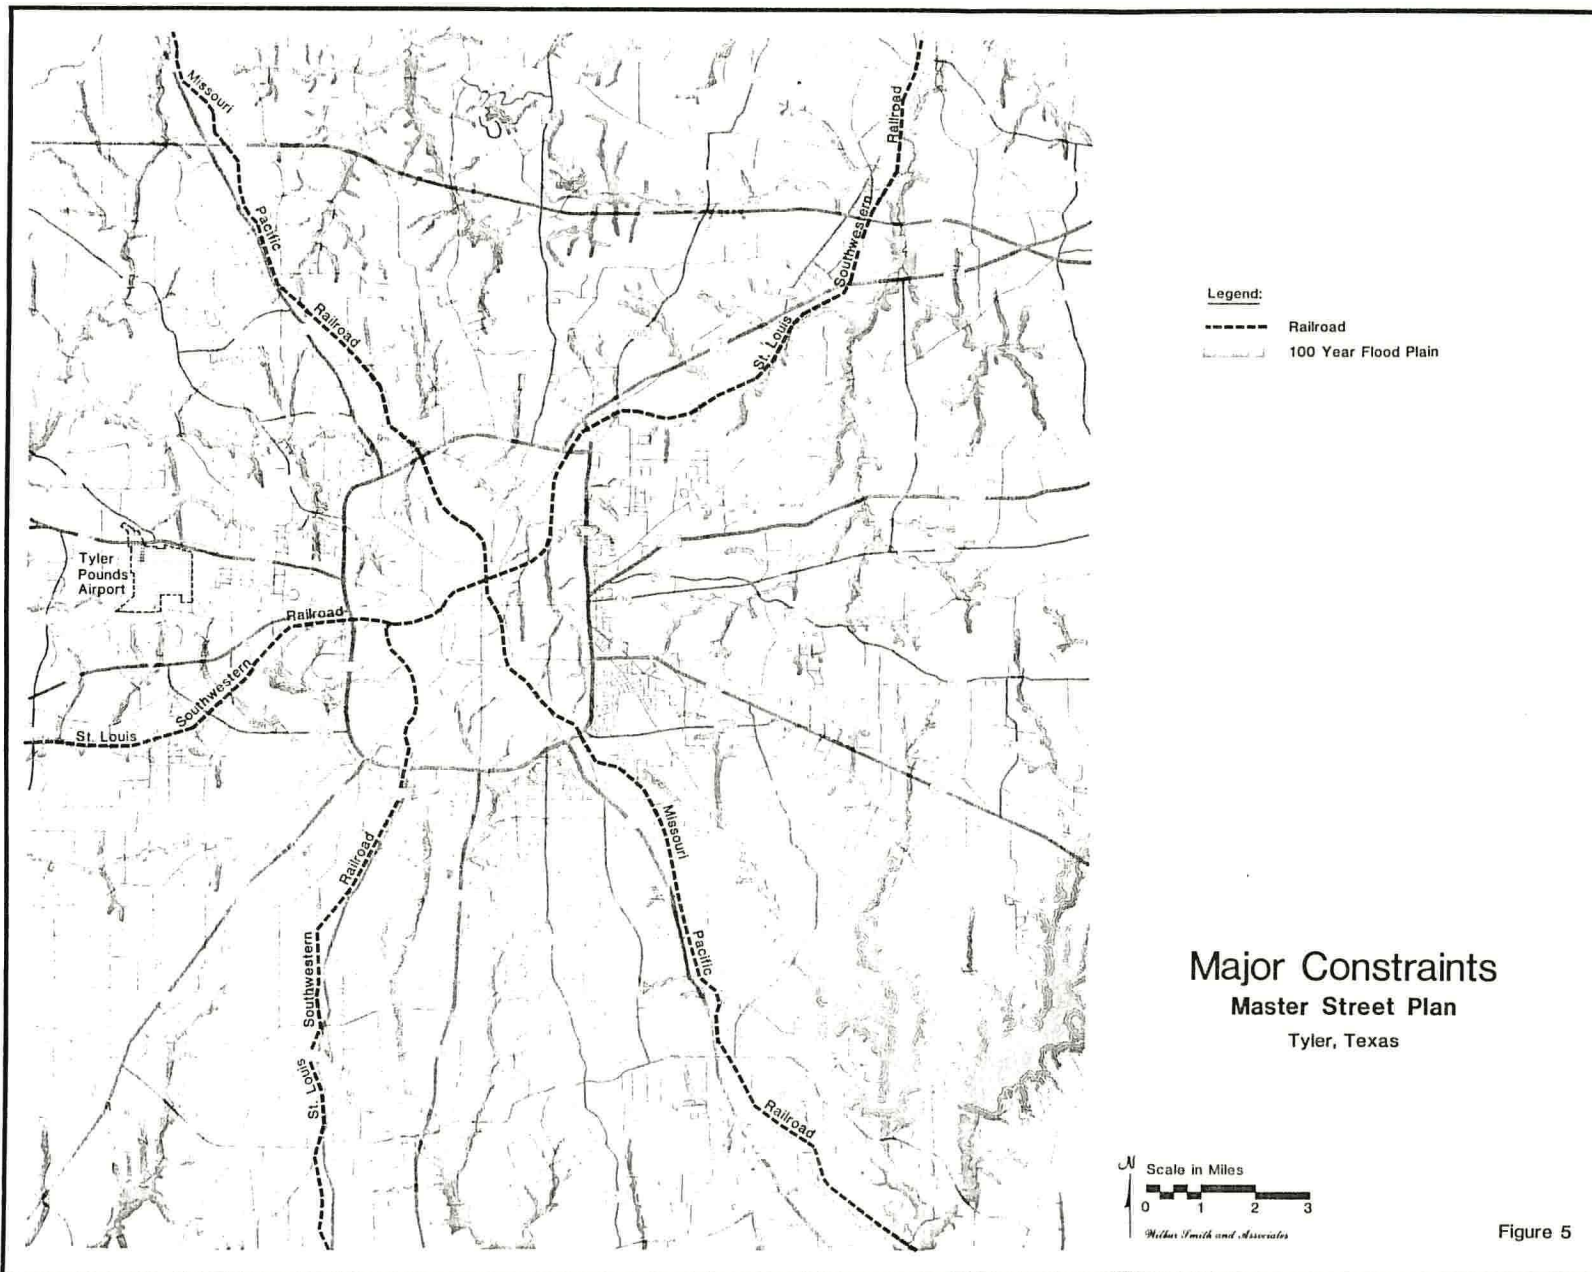 Missouri
Pacific
Railroad
Railroad
Southwestern
St. Louis
Tyler
Pounds
Airport
Railroad
Southwestern
St. Louis
Railroad
Southwestern
St. Louis
Missouri
Pacific
Railroad
Legend:
Railroad
100 Year Flood Plain
Major Constraints
Master Street Plan
Tyler, Texas
N
Scale in Miles
0 1 2 3
Wilbur Smith and Associates
Figure 5